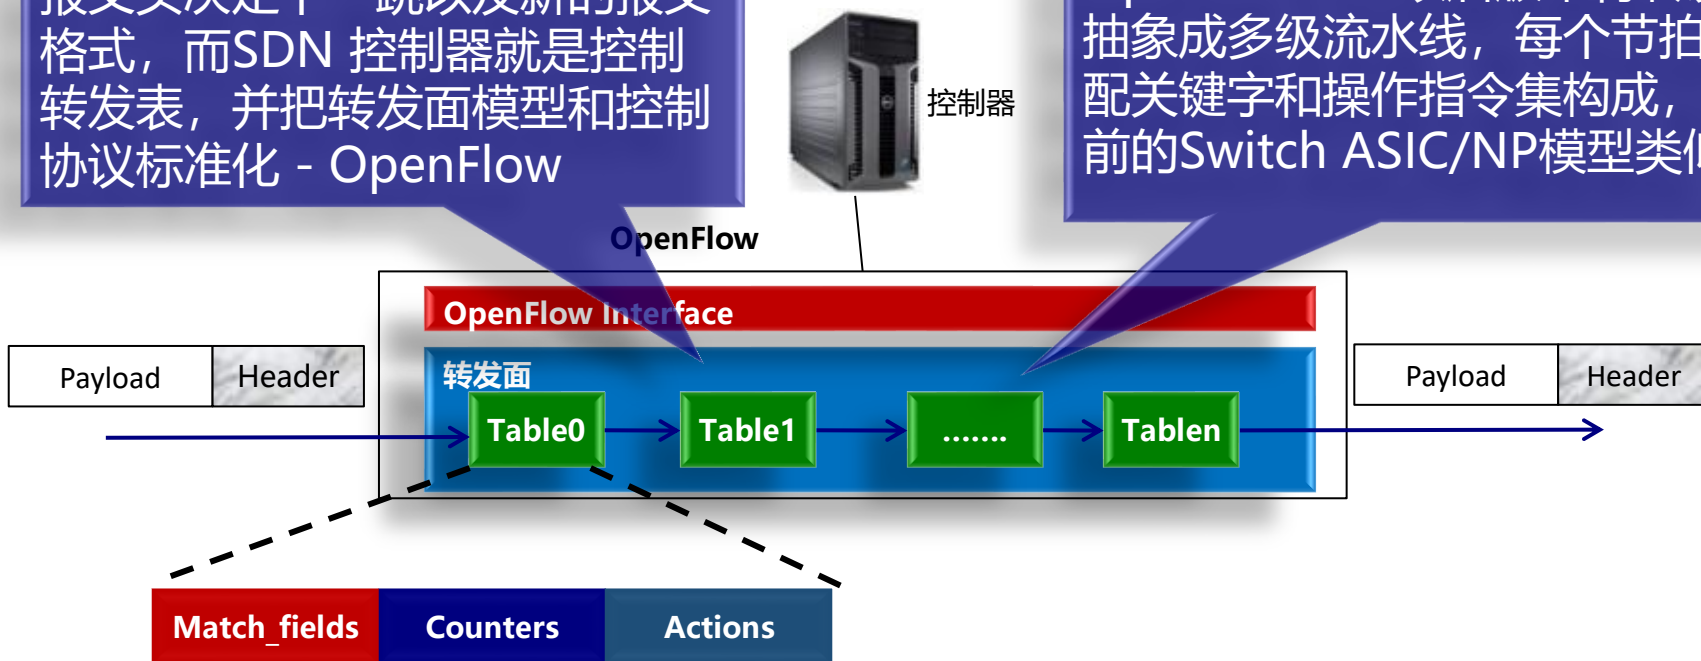 格式，而SDN 控制器就是控制
转发表，并把转发面模型和控制
协议标准化 - OpenFlow
抽象成多级流水线，每个节拍
配关键字和操作指令集构成，
前的Switch ASIC/NP模型类似
控制器
OpenFlow
OpenFlow Interface
转发面
Payload
Header
Table0
Table1
.......
Tablen
Payload
Header
Match_fields
Counters
Actions